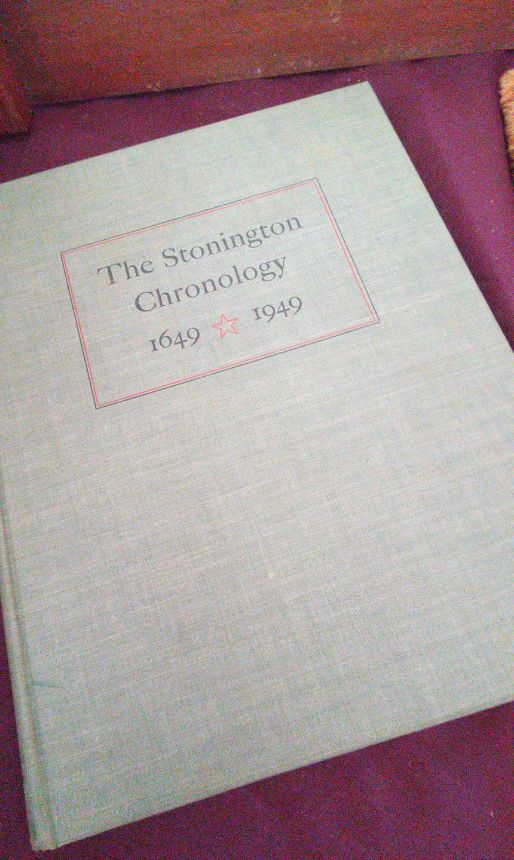 The Stonington
Chronology
1649 ☆ 1949